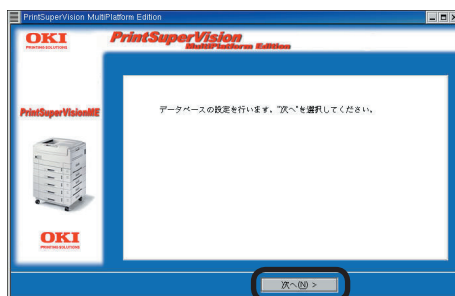 PrintSuperVision MultiPlatform Edition
OKI
PRINTING SOLUTIONS
PrintSuperVision
MultiPlatform Edition
PrintSuperVisionME
データベースの設定を行います。"次へ"を選択してください。
OKI
PRINTING SOLUTIONS
次へ(N) >